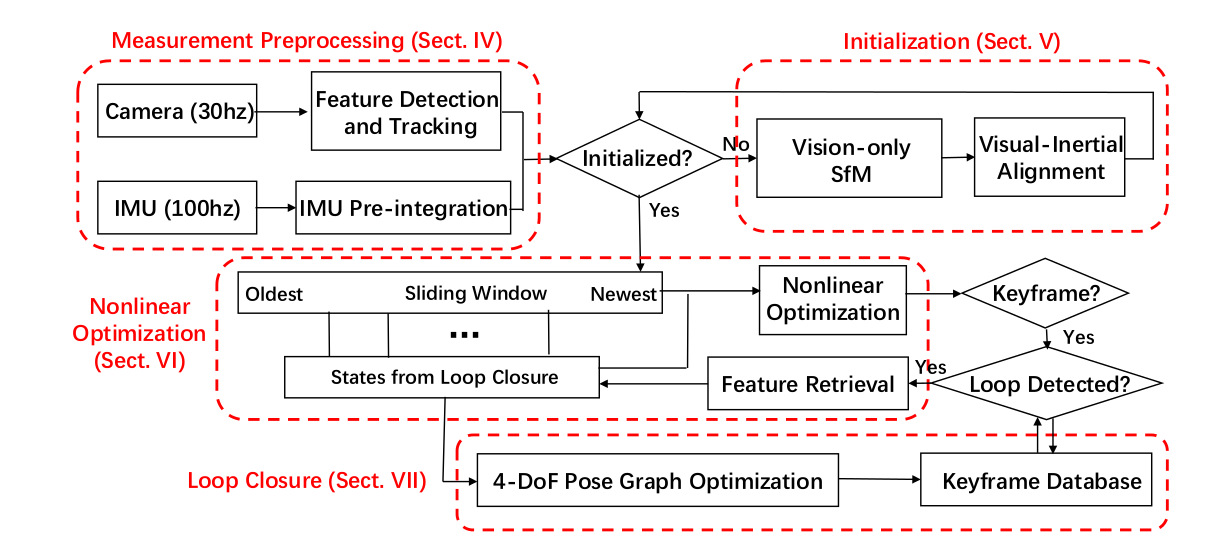 Measurement Preprocessing (Sect. IV)
Initialization (Sect. V)
Camera (30hz)
Feature Detection
and Tracking
Initialized?
No
Vision-only
SfM
Visual-Inertial
Alignment
IMU (100hz)
IMU Pre-integration
Yes
Nonlinear
Optimization
(Sect. VI)
Oldest
Sliding Window
Newest
...
States from Loop Closure
Nonlinear
Optimization
Keyframe?
Yes
Feature Retrieval
Yes
Loop Detected?
Loop Closure (Sect. VII)
4-DoF Pose Graph Optimization
Keyframe Database